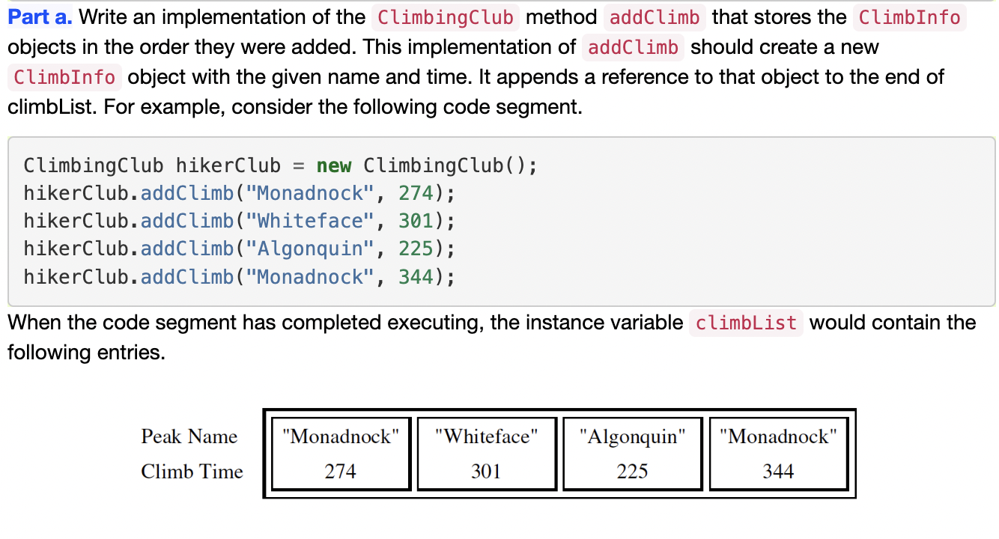 Part a. Write an implementation of the ClimbingClub method addClimb that stores the ClimbInfo
objects in the order they were added. This implementation of addClimb should create a new
ClimbInfo object with the given name and time. It appends a reference to that object to the end of
climbList. For example, consider the following code segment.
ClimbingClub hikerClub = new ClimbingClub();
hikerClub.addClimb("Monadnock", 274);
hikerClub.addClimb("Whiteface", 301);
hikerClub.addClimb("Algonquin", 225);
hikerClub.addClimb("Monadnock", 344);
When the code segment has completed executing, the instance variable climbList would contain the
following entries.
Peak Name "Monadnock" "Whiteface" "Algonquin" "Monadnock"
Climb Time 274 301 225 344